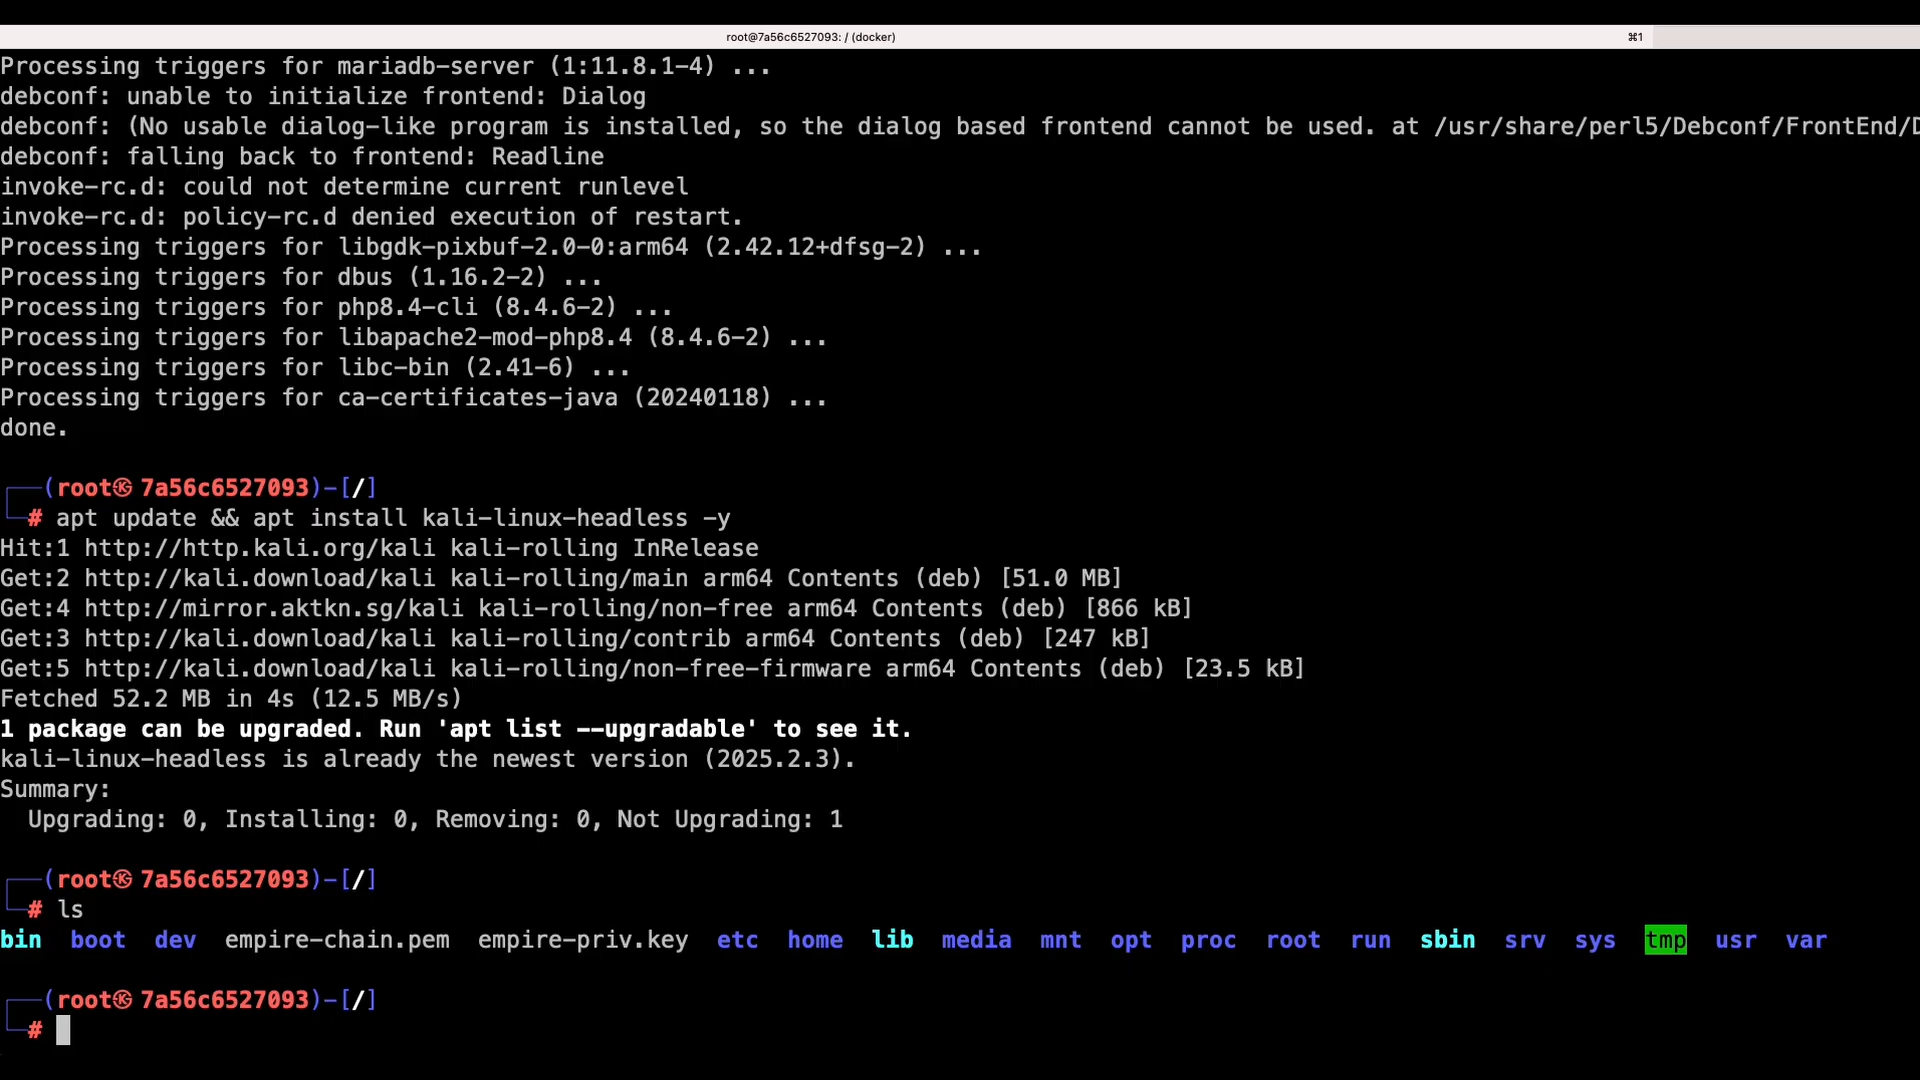 root@7a56c6527093: / (docker)
⌘1
Processing triggers for mariadb-server (1:11.8.1-4) ...
debconf: unable to initialize frontend: Dialog
debconf: (No usable dialog-like program is installed, so the dialog based frontend cannot be used. at /usr/share/perl5/Debconf/FrontEnd/D
debconf: falling back to frontend: Readline
invoke-rc.d: could not determine current runlevel
invoke-rc.d: policy-rc.d denied execution of restart.
Processing triggers for libgdk-pixbuf-2.0-0:arm64 (2.42.12+dfsg-2) ...
Processing triggers for dbus (1.16.2-2) ...
Processing triggers for php8.4-cli (8.4.6-2) ...
Processing triggers for libapache2-mod-php8.4 (8.4.6-2) ...
Processing triggers for libc-bin (2.41-6) ...
Processing triggers for ca-certificates-java (20240118) ...
done.
┌──(root㉿7a56c6527093)-[/]
└─# apt update && apt install kali-linux-headless -y
Hit:1 http://http.kali.org/kali kali-rolling InRelease
Get:2 http://kali.download/kali kali-rolling/main arm64 Contents (deb) [51.0 MB]
Get:4 http://mirror.aktkn.sg/kali kali-rolling/non-free arm64 Contents (deb) [866 kB]
Get:3 http://kali.download/kali kali-rolling/contrib arm64 Contents (deb) [247 kB]
Get:5 http://kali.download/kali kali-rolling/non-free-firmware arm64 Contents (deb) [23.5 kB]
Fetched 52.2 MB in 4s (12.5 MB/s)
1 package can be upgraded. Run 'apt list --upgradable' to see it.
kali-linux-headless is already the newest version (2025.2.3).
Summary:
  Upgrading: 0, Installing: 0, Removing: 0, Not Upgrading: 1
┌──(root㉿7a56c6527093)-[/]
└─# ls
bin  boot  dev  empire-chain.pem  empire-priv.key  etc  home  lib  media  mnt  opt  proc  root  run  sbin  srv  sys  tmp  usr  var
┌──(root㉿7a56c6527093)-[/]
└─#